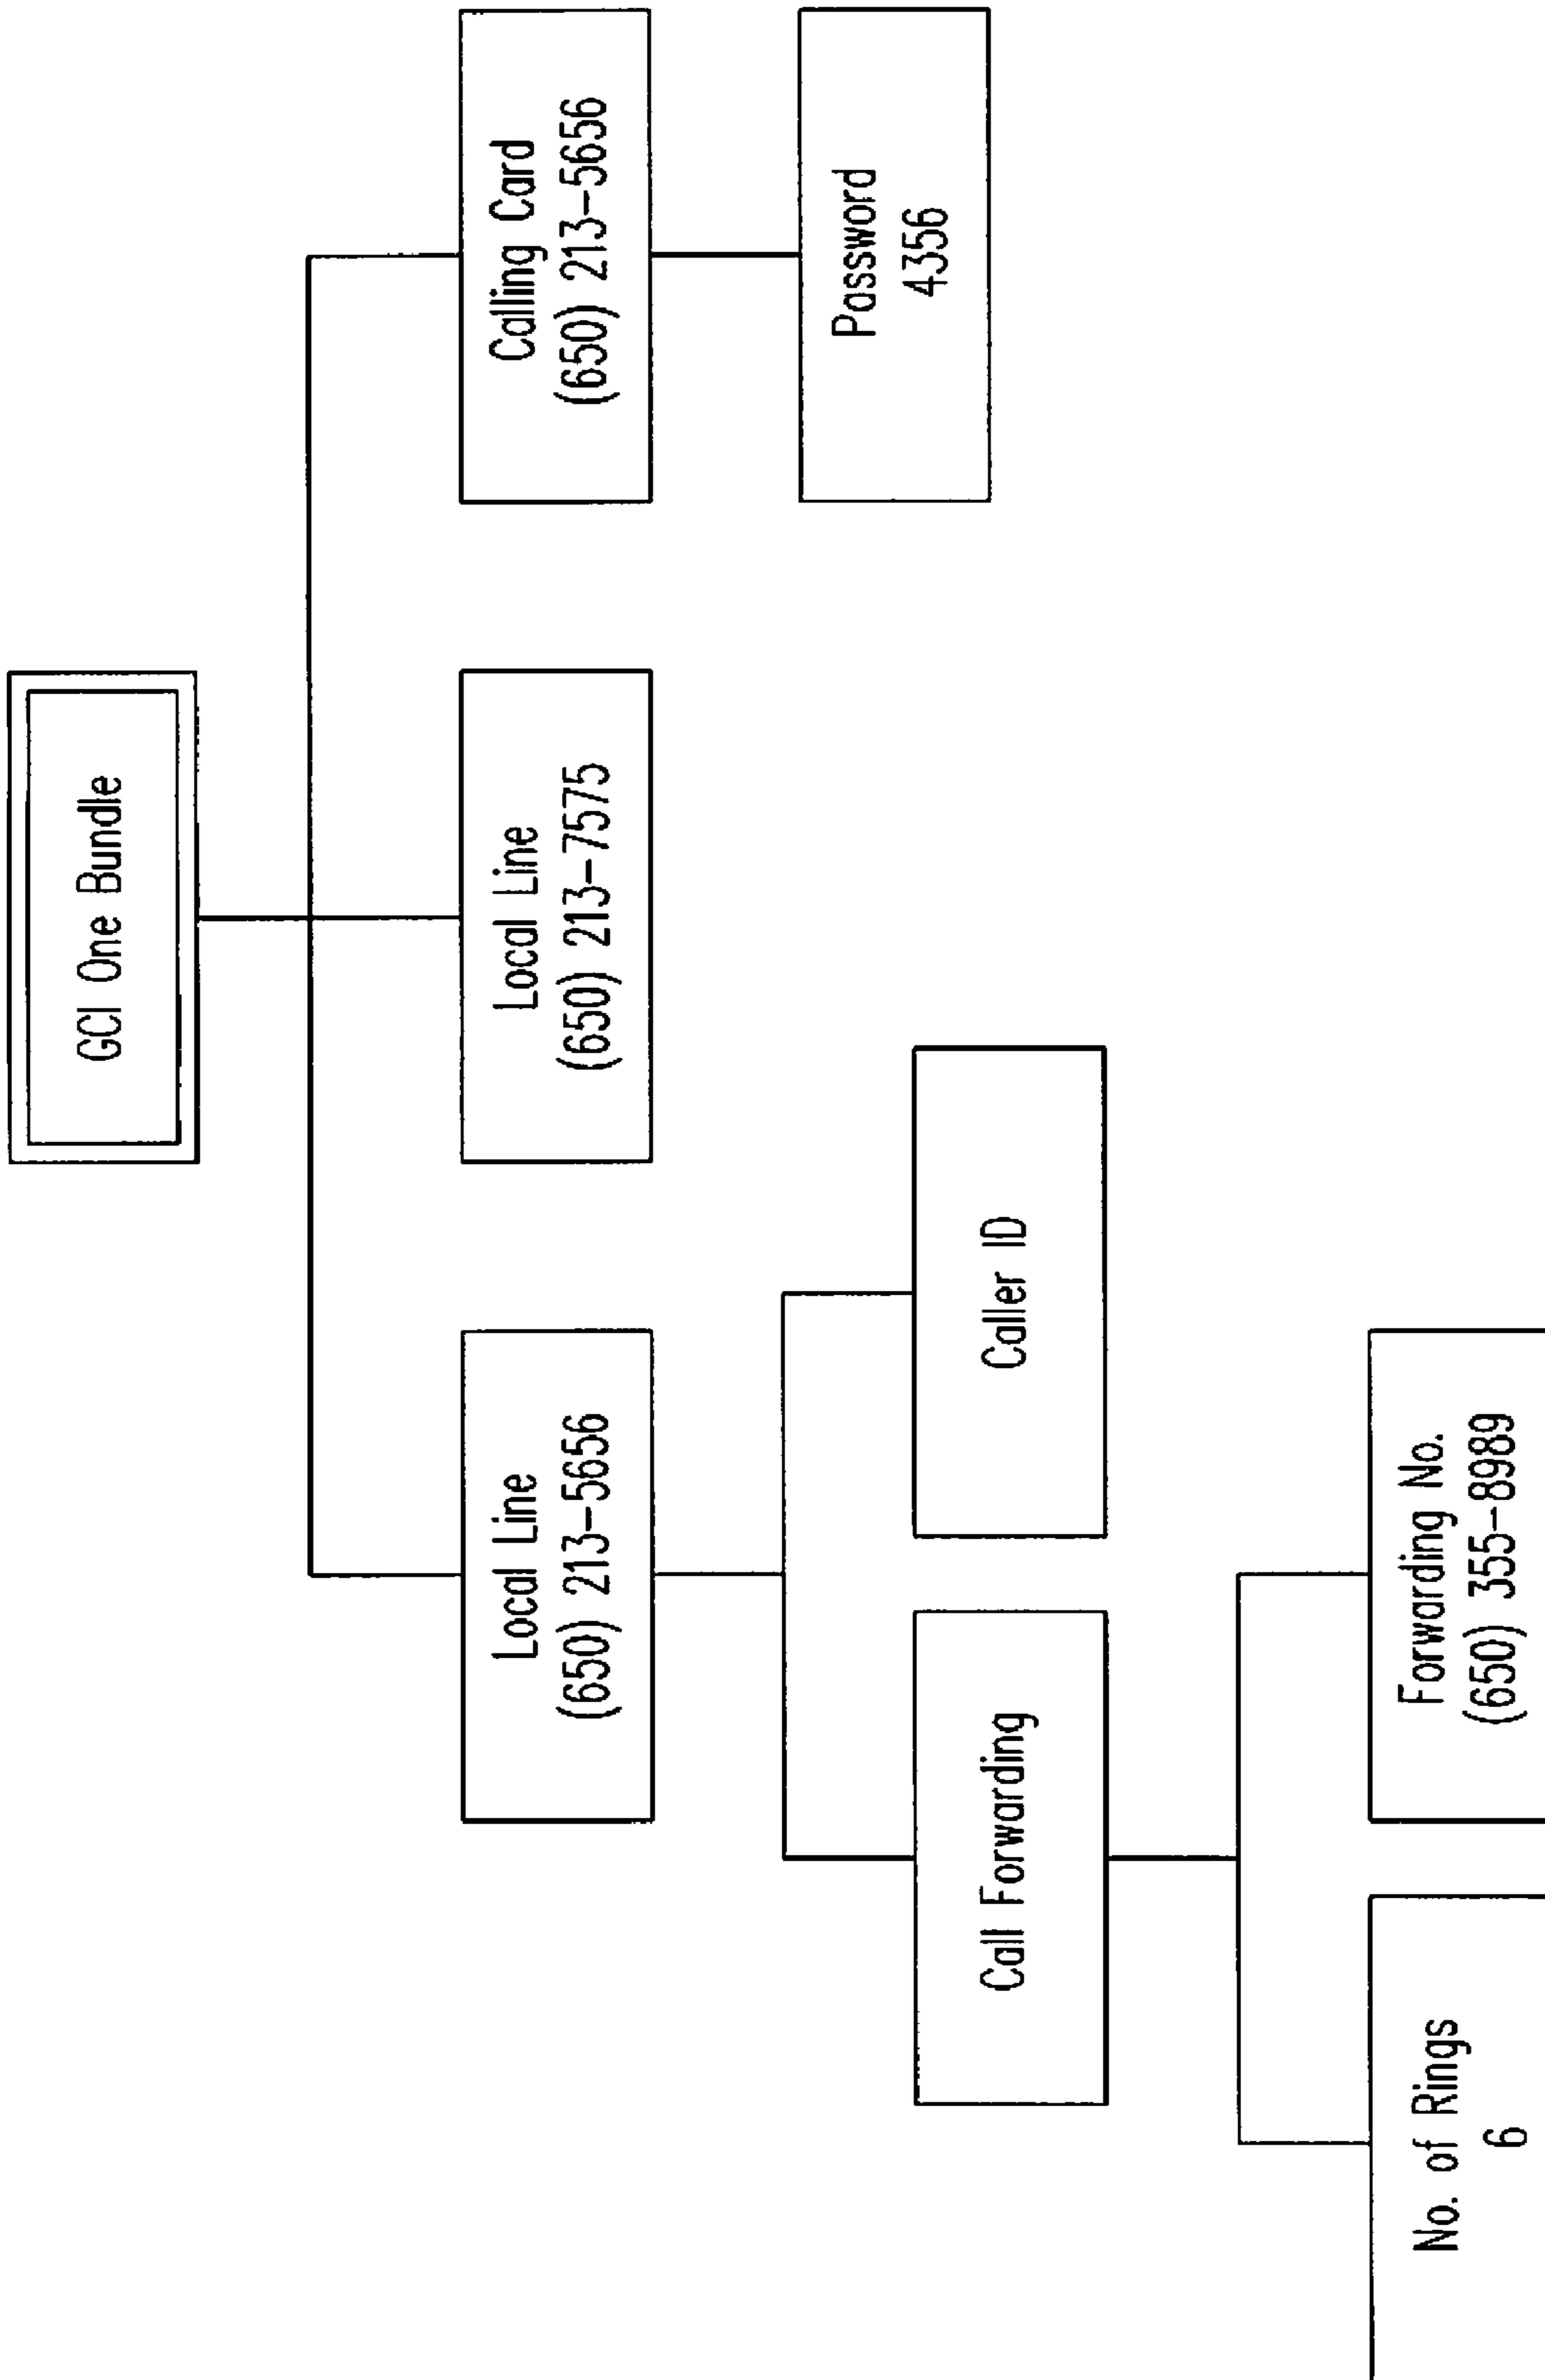 GCI One Bundle
Local Line
(650) 213-5656
Local Line
(650) 213-7575
Calling Card
(650) 213-5656
Call Forwarding
Caller ID
Password
4356
No. of Rings
6
Forwarding No.
(650) 355-8989